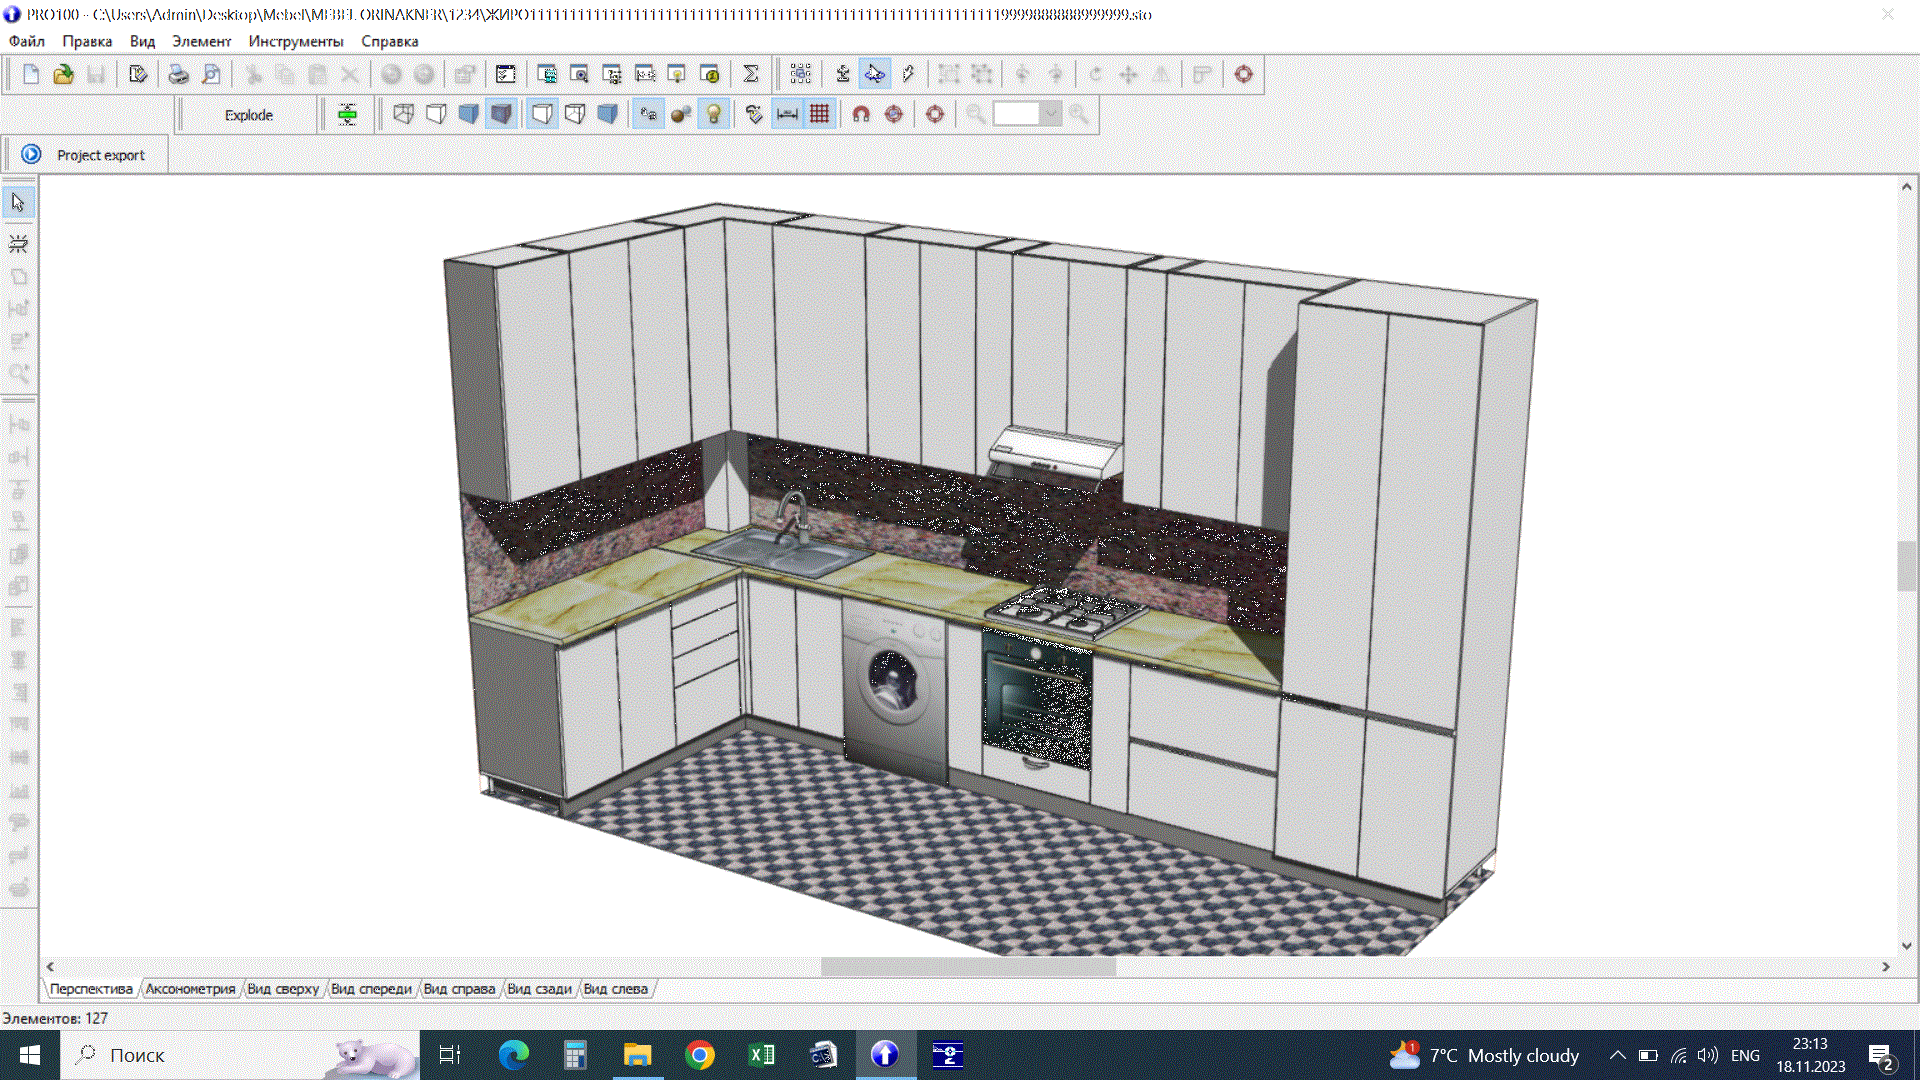 PRO100 - C:\Users\Admin\Desktop\Mebel\MEBEL ORINAKNER\1234\
Файл Правка Вид Элемент Инструменты Справка
Explode
Project export
Перспектива Аксонометрия Вид сверху Вид спереди Вид справа Вид сзади Вид слева
Элементов: 127
Поиск
1 7°C Mostly cloudy ENG 23:13
18.11.2023 2